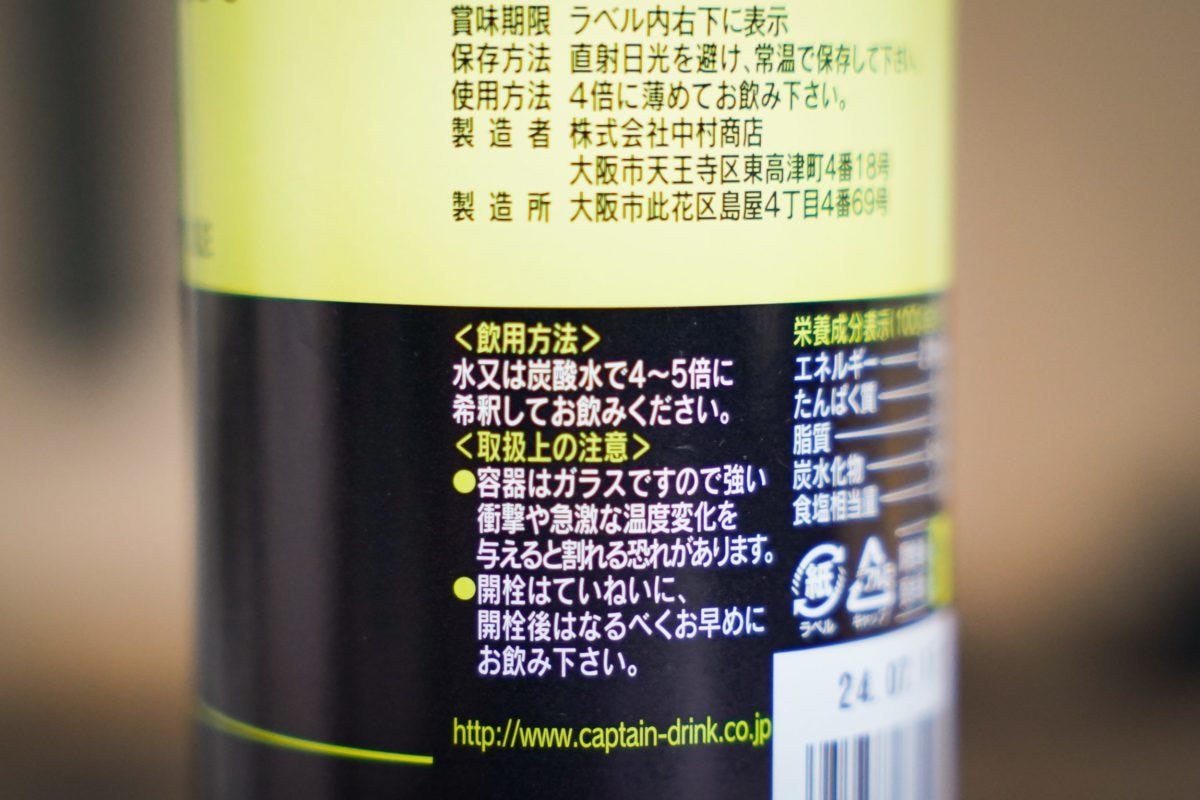 賞味期限 ラベル内右下に表示
保存方法 直射日光を避け、常温で保存して下さい。
使用方法 4倍に薄めてお飲み下さい。
製造者 株式会社中村商店
大阪市天王寺区東高津町4番18号
製造所 大阪市此花区島屋4丁目4番69号
<飲用方法>
水又は炭酸水で4〜5倍に
希釈してお飲みください。
<取扱上の注意>
●容器はガラスですので強い
衝撃や急激な温度変化を
与えると割れる恐れがあります。
●開栓はていねいに、
開栓後はなるべくお早めに
お飲み下さい。
http://www.captain-drink.co.jp
栄養成分表示(100
エネルギー
たんぱく質
脂質
炭水化物
食塩相当量
紙
ラベル
キャップ
24.07.